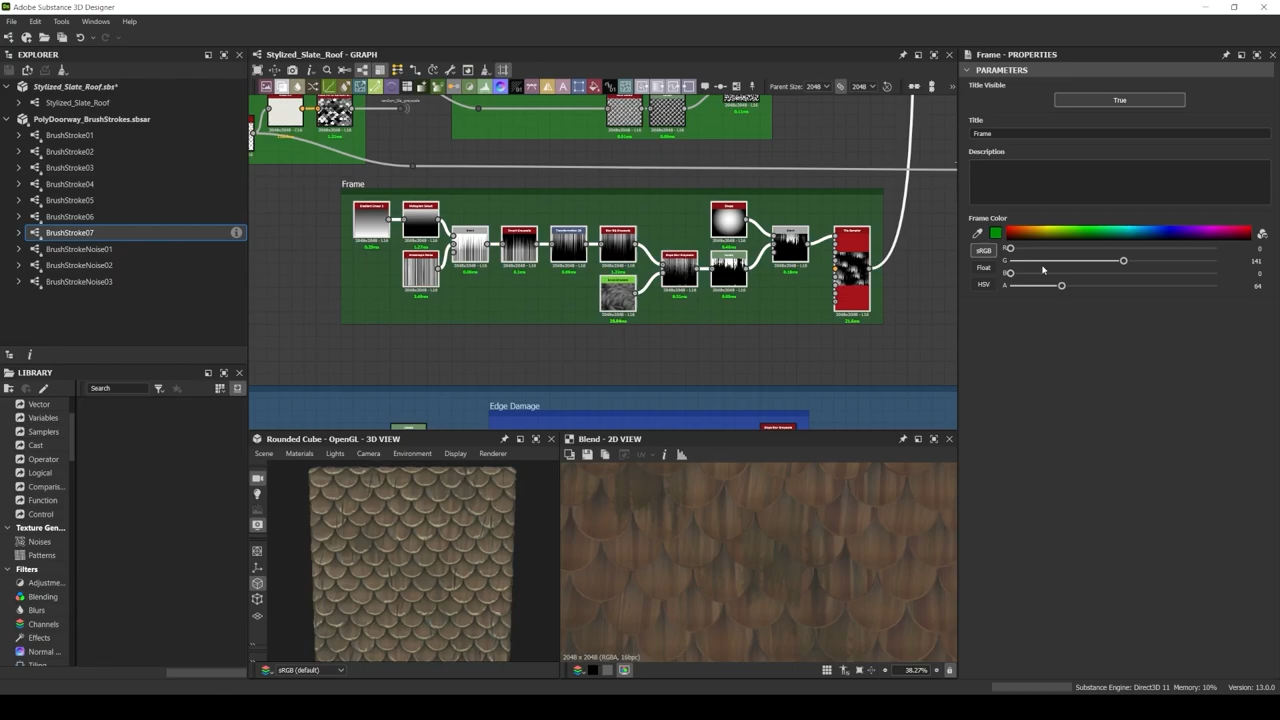 Adobe Substance 3D Designer
File Edit Tools Windows Help
EXPLORER
Stylized_Slate_Roof.sbs*
Stylized_Slate_Roof
PolyDoorway_BrushStrokes.sbsar
BrushStroke01
BrushStroke02
BrushStroke03
BrushStroke04
BrushStroke05
BrushStroke06
BrushStroke07
BrushStrokeNoise01
BrushStrokeNoise02
BrushStrokeNoise03
LIBRARY
Search
Vector
Variables
Samplers
Cast
Operator
Logical
Comparis...
Function
Control
Texture Gen...
Noises
Patterns
Filters
Adjustme...
Blending
Blurs
Channels
Effects
Normal ...
Tiling
Stylized_Slate_Roof - GRAPH
Parent Size: 2048 2048
Frame
Edge Damage
Rounded Cube - OpenGL - 3D VIEW
Scene Materials Lights Camera Environment Display Renderer
sRGB (default)
Blend - 2D VIEW
UV
2048 x 2048 (RGBA, 16bpc)
38.27%
Frame - PROPERTIES
PARAMETERS
Title Visible
True
Title
Frame
Description
Frame Color
sRGB
Float
HSV
R 0
G 141
B 0
A 64
Substance Engine: Direct3D 11 Memory: 10% Version: 13.0.0